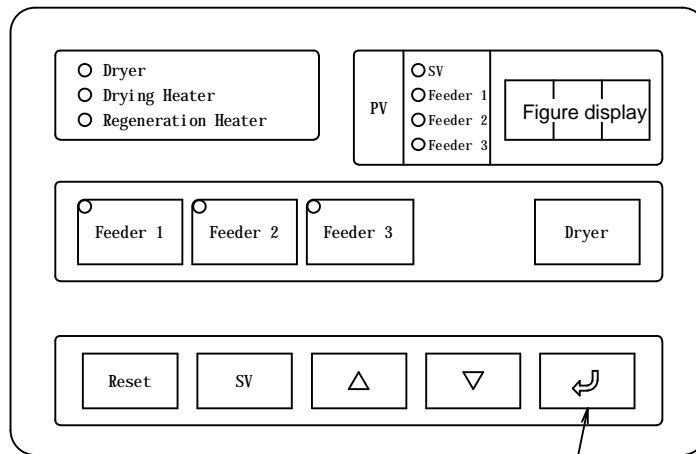 Dryer
Drying Heater
Regeneration Heater
PV
SV
Feeder 1
Feeder 2
Feeder 3
Figure display
Feeder 1
Feeder 2
Feeder 3
Dryer
Reset
SV